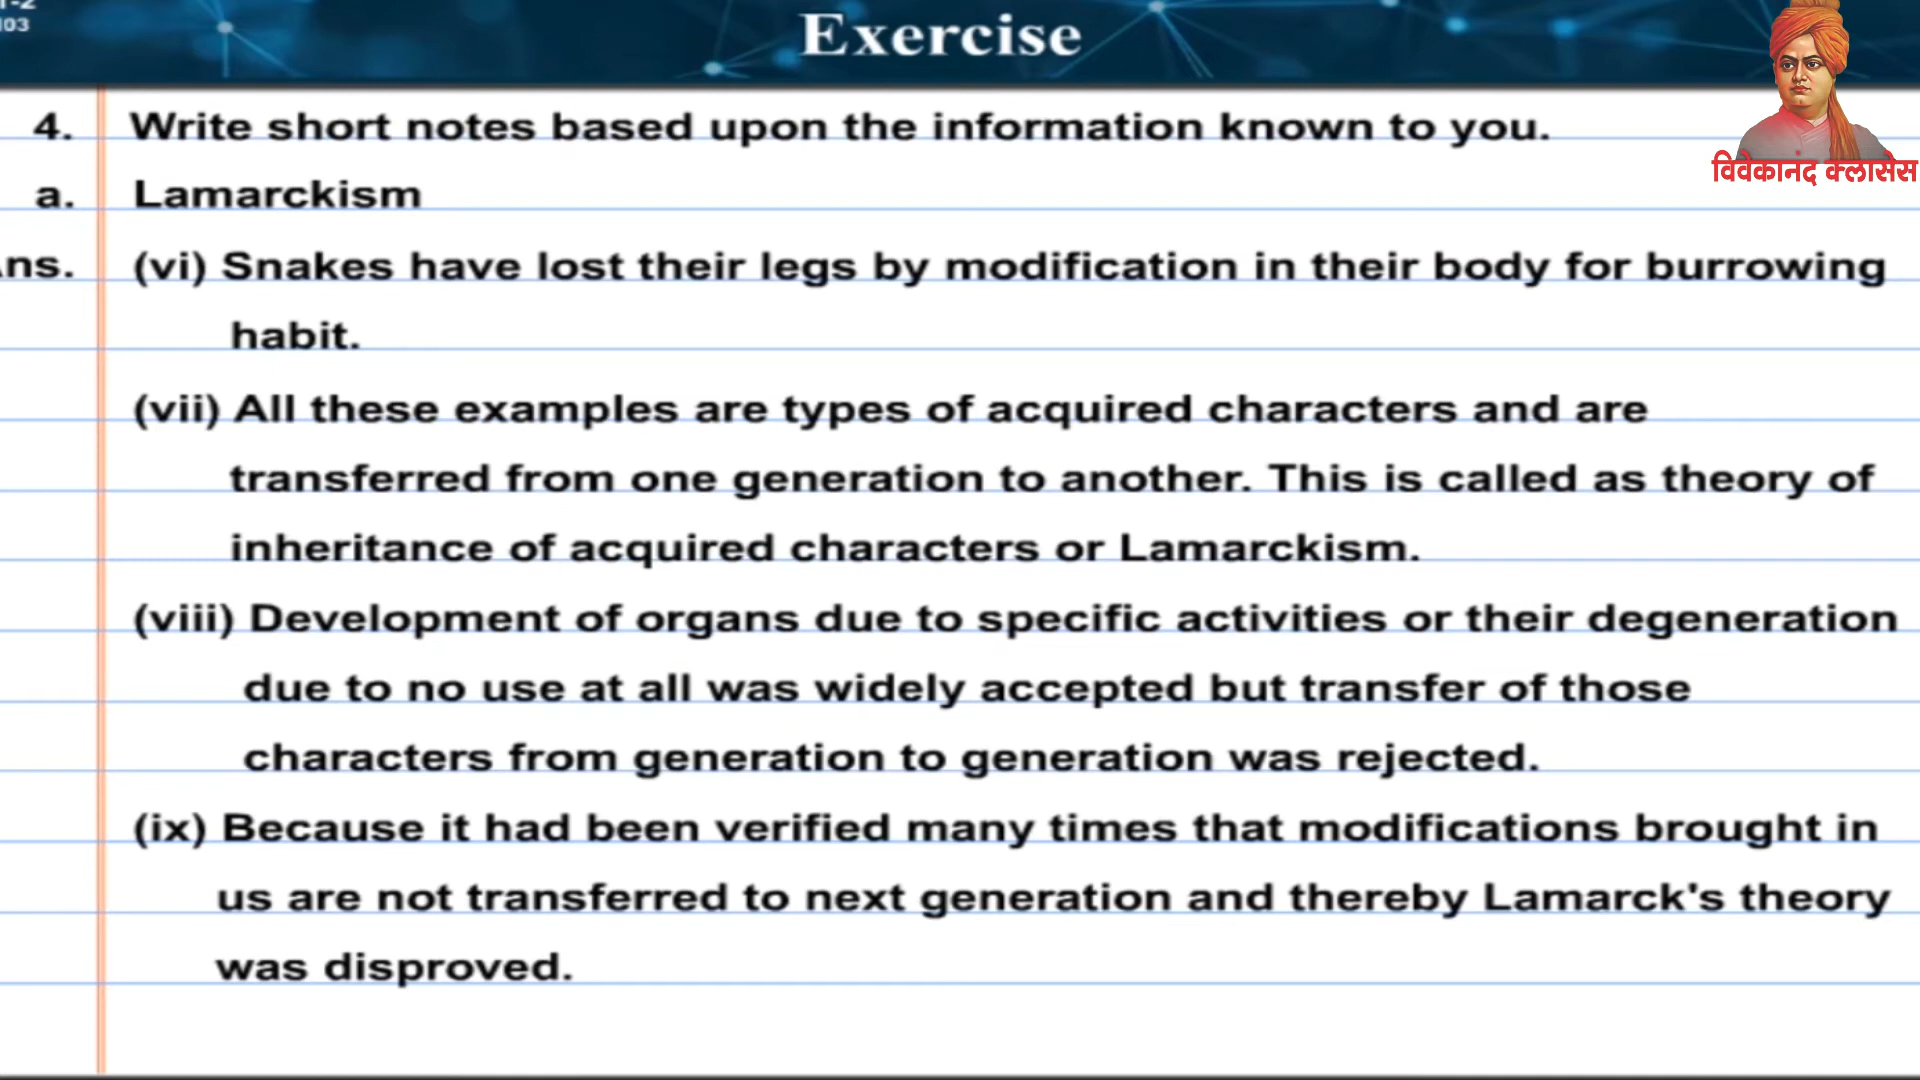 Exercise
4. Write short notes based upon the information known to you.
विवेकानंद क्लासेस
a. Lamarckism
ns. (vi) Snakes have lost their legs by modification in their body for burrowing
habit.
(vii) All these examples are types of acquired characters and are
transferred from one generation to another. This is called as theory of
inheritance of acquired characters or Lamarckism.
(viii) Development of organs due to specific activities or their degeneration
due to no use at all was widely accepted but transfer of those
characters from generation to generation was rejected.
(ix) Because it had been verified many times that modifications brought in
us are not transferred to next generation and thereby Lamarck's theory
was disproved.